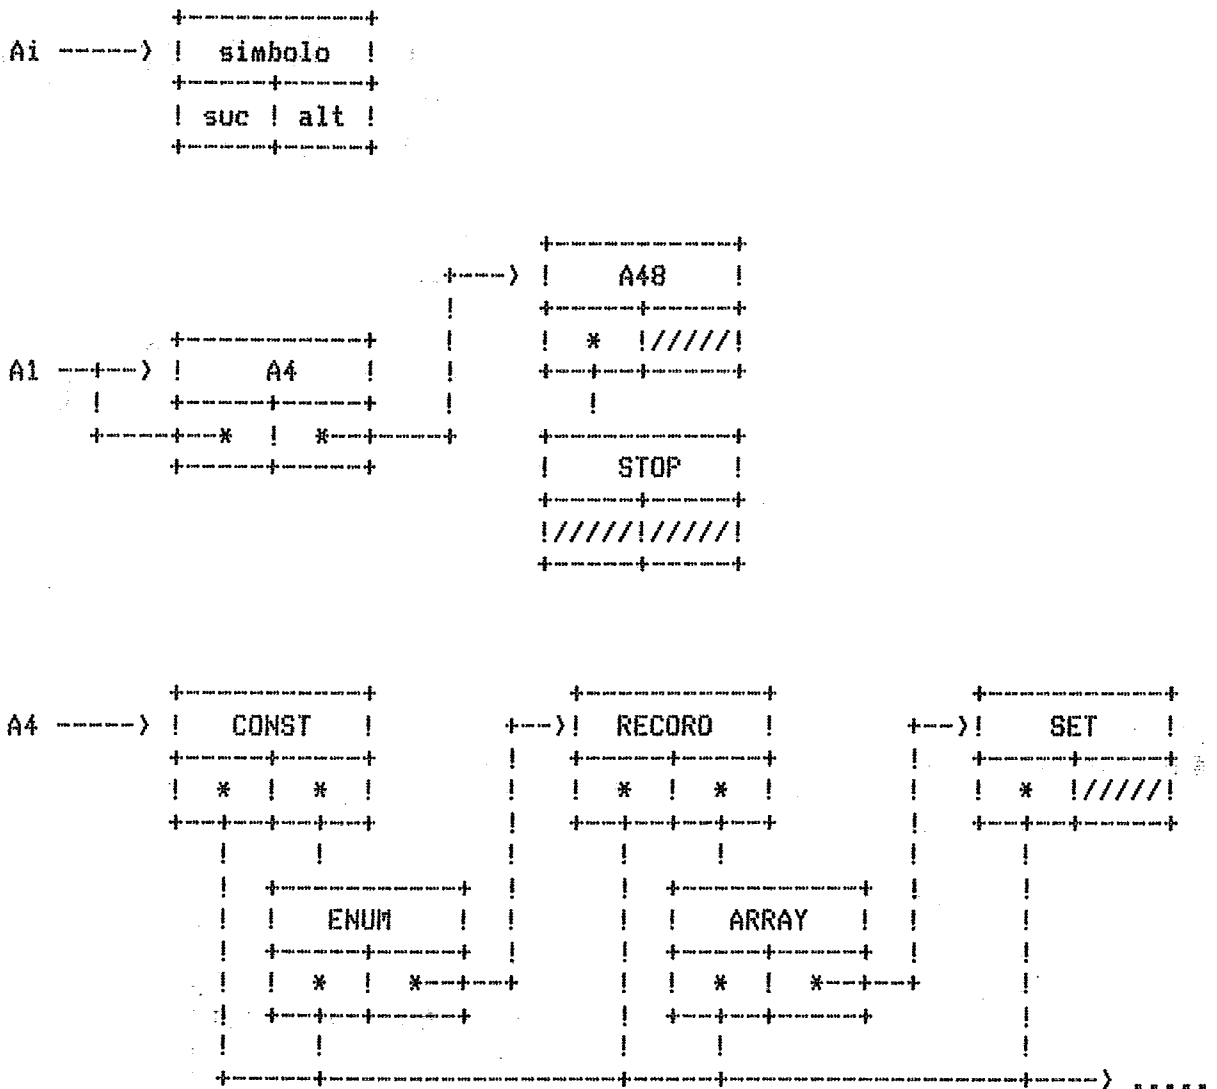 Ai -----> ! simbolo !
! suc ! alt !
+---> ! A48 !
! * !/////!
A1 --+--> ! A4 !
+-----+--* ! *---+-----+
! STOP !
!/////!/////!
A4 -----> ! CONST ! +-->! RECORD ! +-->! SET !
! * ! * ! ! ! * ! * ! ! ! * !/////!
! ! ENUM ! ! ! ! ARRAY ! ! !
! ! * ! *--+--+ ! ! * ! *--+--+ !
+-----+------------------+-----+------------------+----> .....